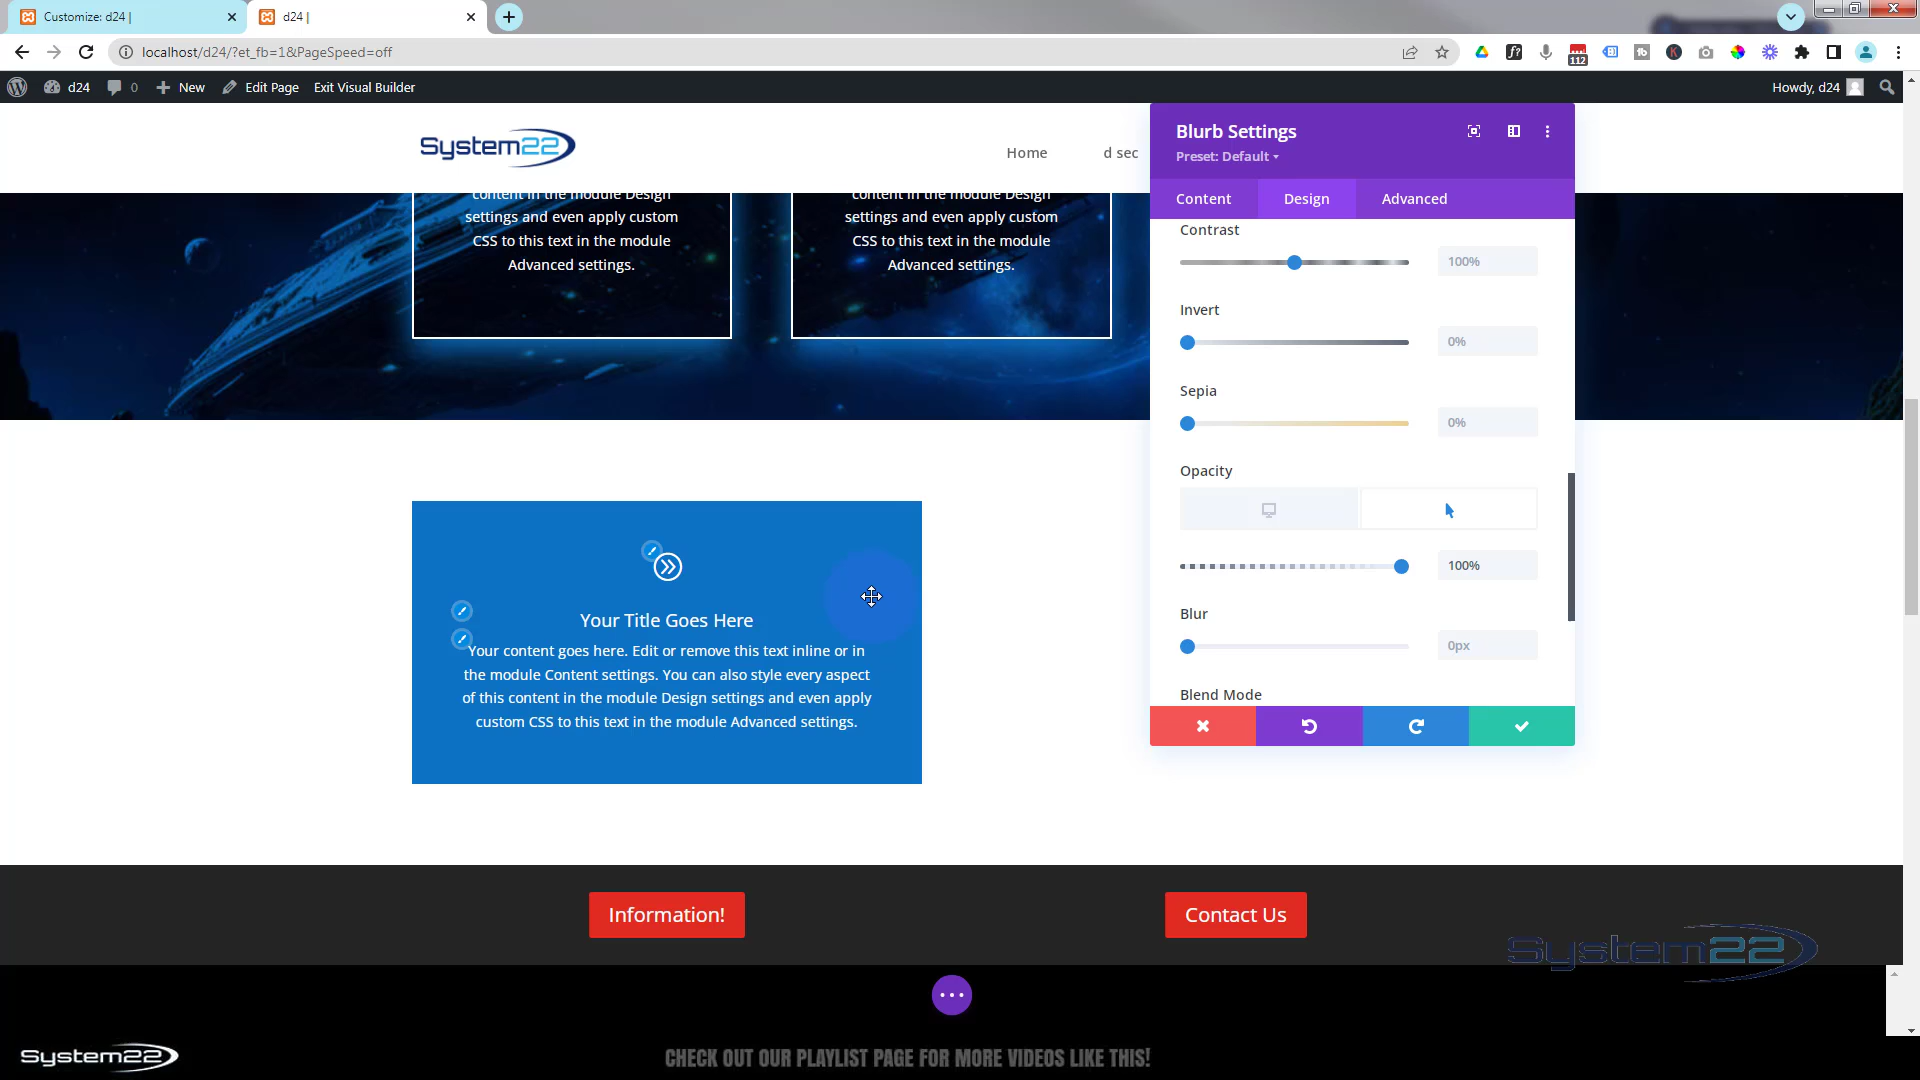 Customize: d24 |
d24 |
localhost/d24/?et_fb=1&PageSpeed=off
112
d24
0
New
Edit Page
Exit Visual Builder
Howdy, d24
System22
Home
d sec
Blurb Settings
Preset: Default
Content
Design
Advanced
content in the module Design
settings and even apply custom
CSS to this text in the module
Advanced settings.
content in the module Design
settings and even apply custom
CSS to this text in the module
Advanced settings.
Contrast
100%
Invert
0%
Sepia
0%
Opacity
100%
Blur
0px
Blend Mode
Your Title Goes Here
Your content goes here. Edit or remove this text inline or in
the module Content settings. You can also style every aspect
of this content in the module Design settings and even apply
custom CSS to this text in the module Advanced settings.
Information!
Contact Us
System22
System22
CHECK OUT OUR PLAYLIST PAGE FOR MORE VIDEOS LIKE THIS!